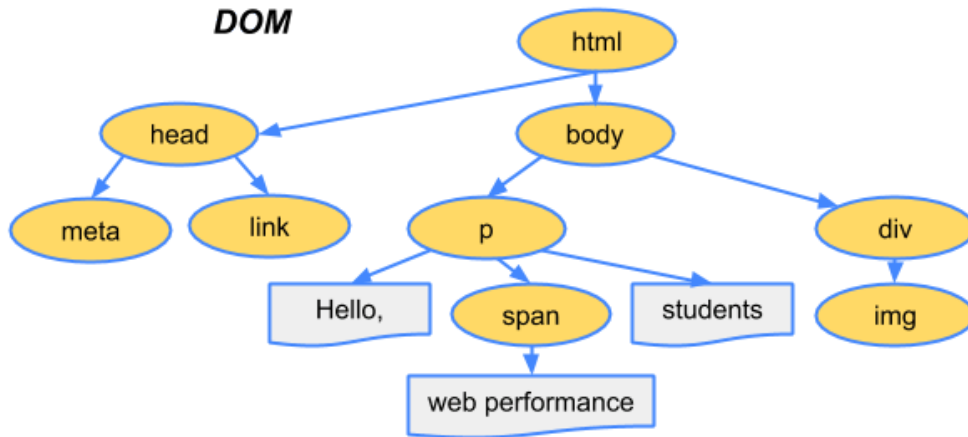 DOM
html
head
body
meta
link
p
div
Hello,
span
students
img
web performance